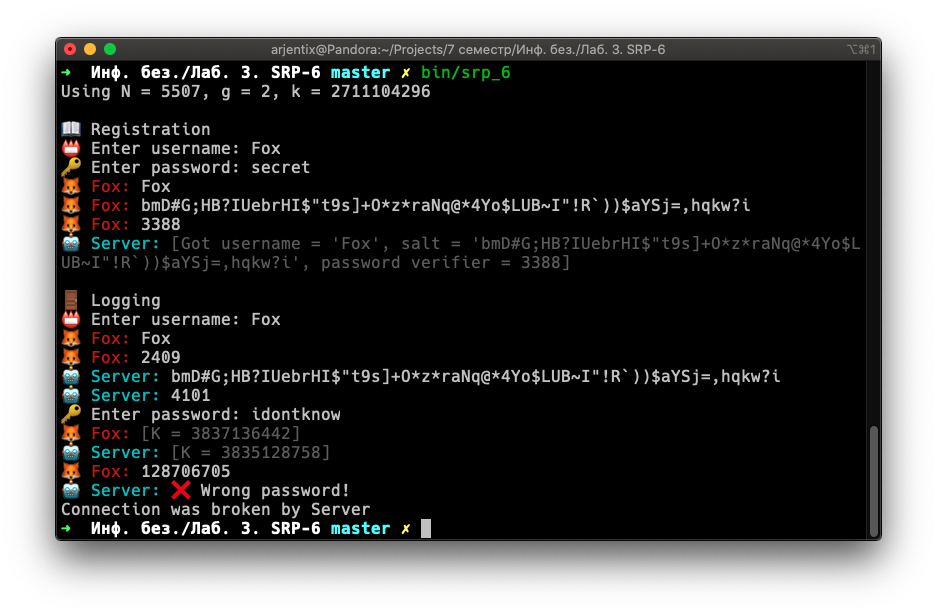 arjentix@Pandora:~/Projects/7 семестр/Инф. без./Лаб. 3. SRP-6 ⌥⌘1
➜ Инф. без./Лаб. 3. SRP-6 master ✗ bin/srp_6
Using N = 5507, g = 2, k = 2711104296
📖 Registration
📛 Enter username: Fox
🔑 Enter password: secret
🦊 Fox: Fox
🦊 Fox: bmD#G;HB?IUebrHI$"t9s]+O*z*raNq@*4Yo$LUB~I"!R`))$aYSj=,hqkw?i
🦊 Fox: 3388
🤖 Server: [Got username = 'Fox', salt = 'bmD#G;HB?IUebrHI$"t9s]+O*z*raNq@*4Yo$L
UB~I"!R`))$aYSj=,hqkw?i', password verifier = 3388]
🚪 Logging
📛 Enter username: Fox
🦊 Fox: Fox
🦊 Fox: 2409
🤖 Server: bmD#G;HB?IUebrHI$"t9s]+O*z*raNq@*4Yo$LUB~I"!R`))$aYSj=,hqkw?i
🤖 Server: 4101
🔑 Enter password: idontknow
🦊 Fox: [K = 3837136442]
🤖 Server: [K = 3835128758]
🦊 Fox: 128706705
🤖 Server: ❌ Wrong password!
Connection was broken by Server
➜ Инф. без./Лаб. 3. SRP-6 master ✗